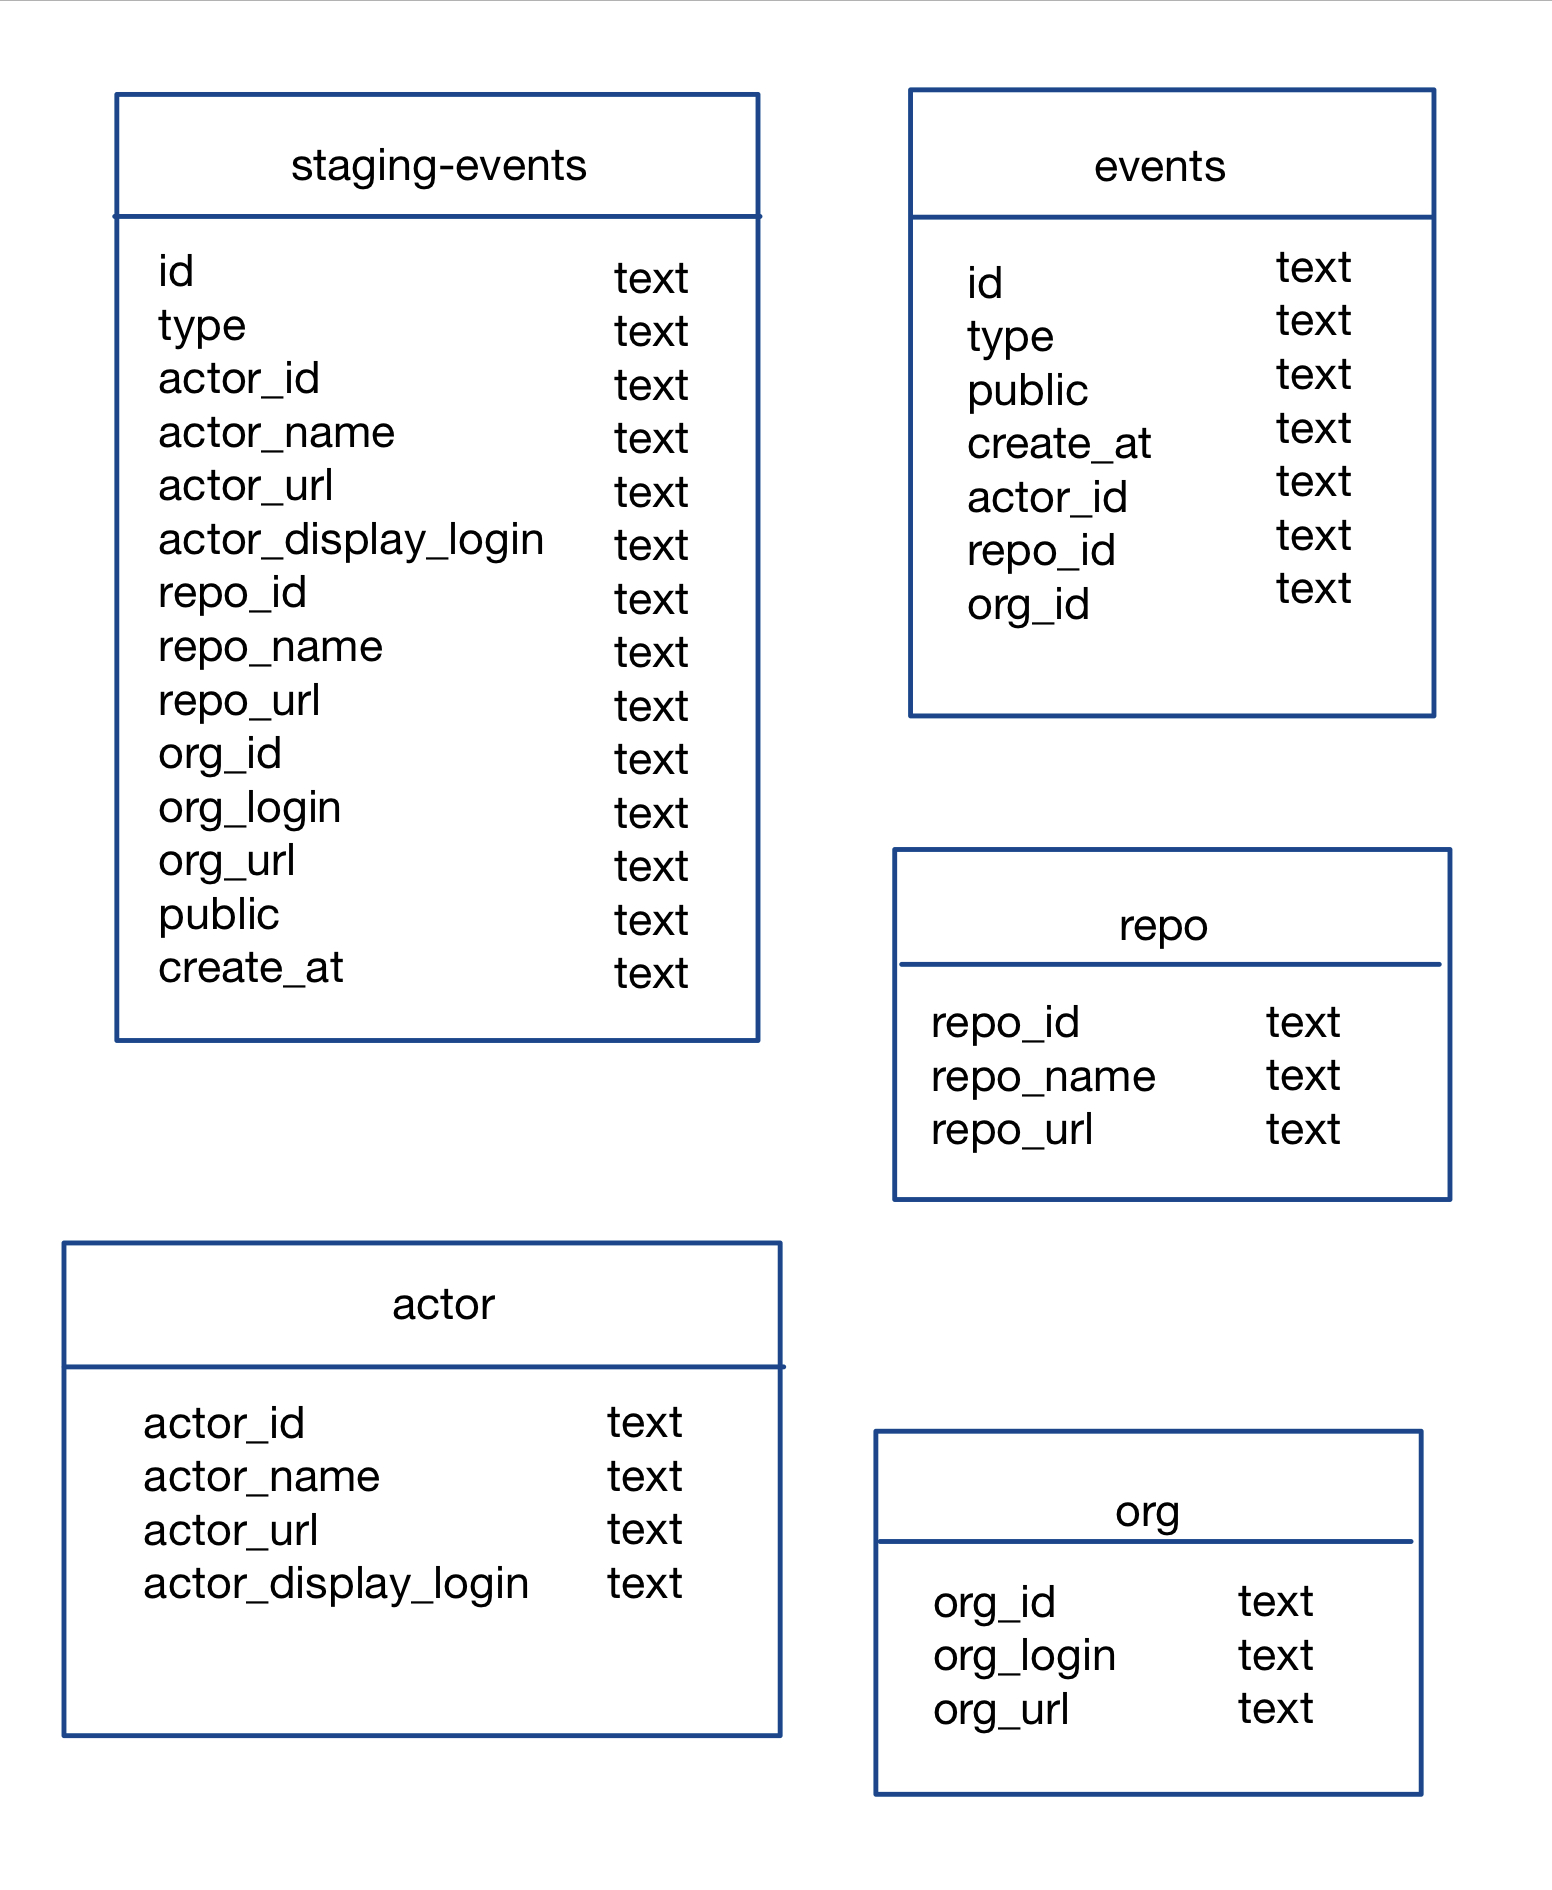 staging-events
id text
type text
actor_id text
actor_name text
actor_url text
actor_display_login text
repo_id text
repo_name text
repo_url text
org_id text
org_login text
org_url text
public text
create_at text
events
id text
type text
public text
create_at text
actor_id text
repo_id text
org_id text
repo
repo_id text
repo_name text
repo_url text
actor
actor_id text
actor_name text
actor_url text
actor_display_login text
org
org_id text
org_login text
org_url text